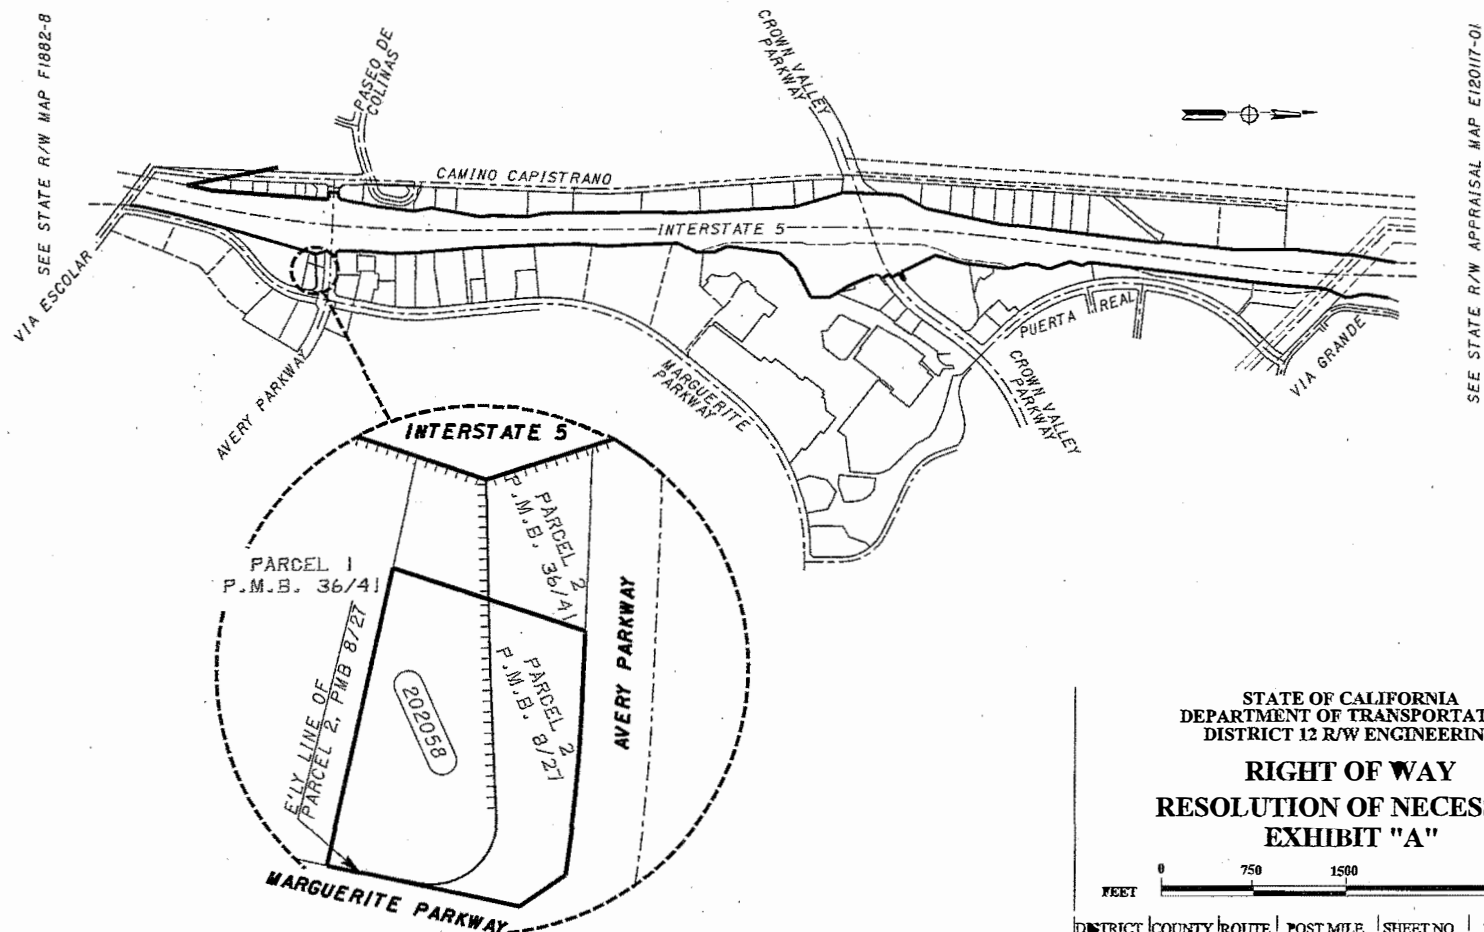 SEE STATE R/W MAP F1882-8
VIA ESCOLAR
PASEO DE
COLINAS
CAMINO CAPISTRANO
CROWN VALLEY
PARKWAY
INTERSTATE 5
SEE STATE R/W APPRAISAL MAP E120117-01
AVERY PARKWAY
MARGUERITE
PARKWAY
PUERTA REAL
CROWN VALLEY
PARKWAY
VIA GRANDE
INTERSTATE 5
PARCEL 1
P.M.B. 36/41
PARCEL 2
P.M.B. 36/41
E'LY LINE OF
PARCEL 2, PMB 8/27
202058
PARCEL 2
P.M.B. 8/27
AVERY PARKWAY
MARGUERITE PARKWAY
STATE OF CALIFORNIA
DEPARTMENT OF TRANSPORTAT
DISTRICT 12 R/W ENGINEERIN
RIGHT OF WAY
RESOLUTION OF NECES
EXHIBIT "A"
FEET 0 750 1500
DISTRICT COUNTY ROUTE POST MILE SHEET NO.